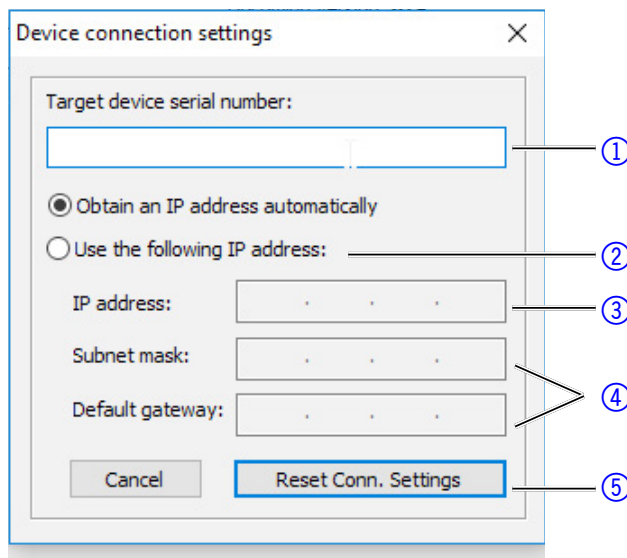 Device connection settings
Target device serial number:
①
Obtain an IP address automatically
Use the following IP address:
②
IP address: . . .
③
Subnet mask: . . .
④
Default gateway: . . .
Cancel
Reset Conn. Settings
⑤